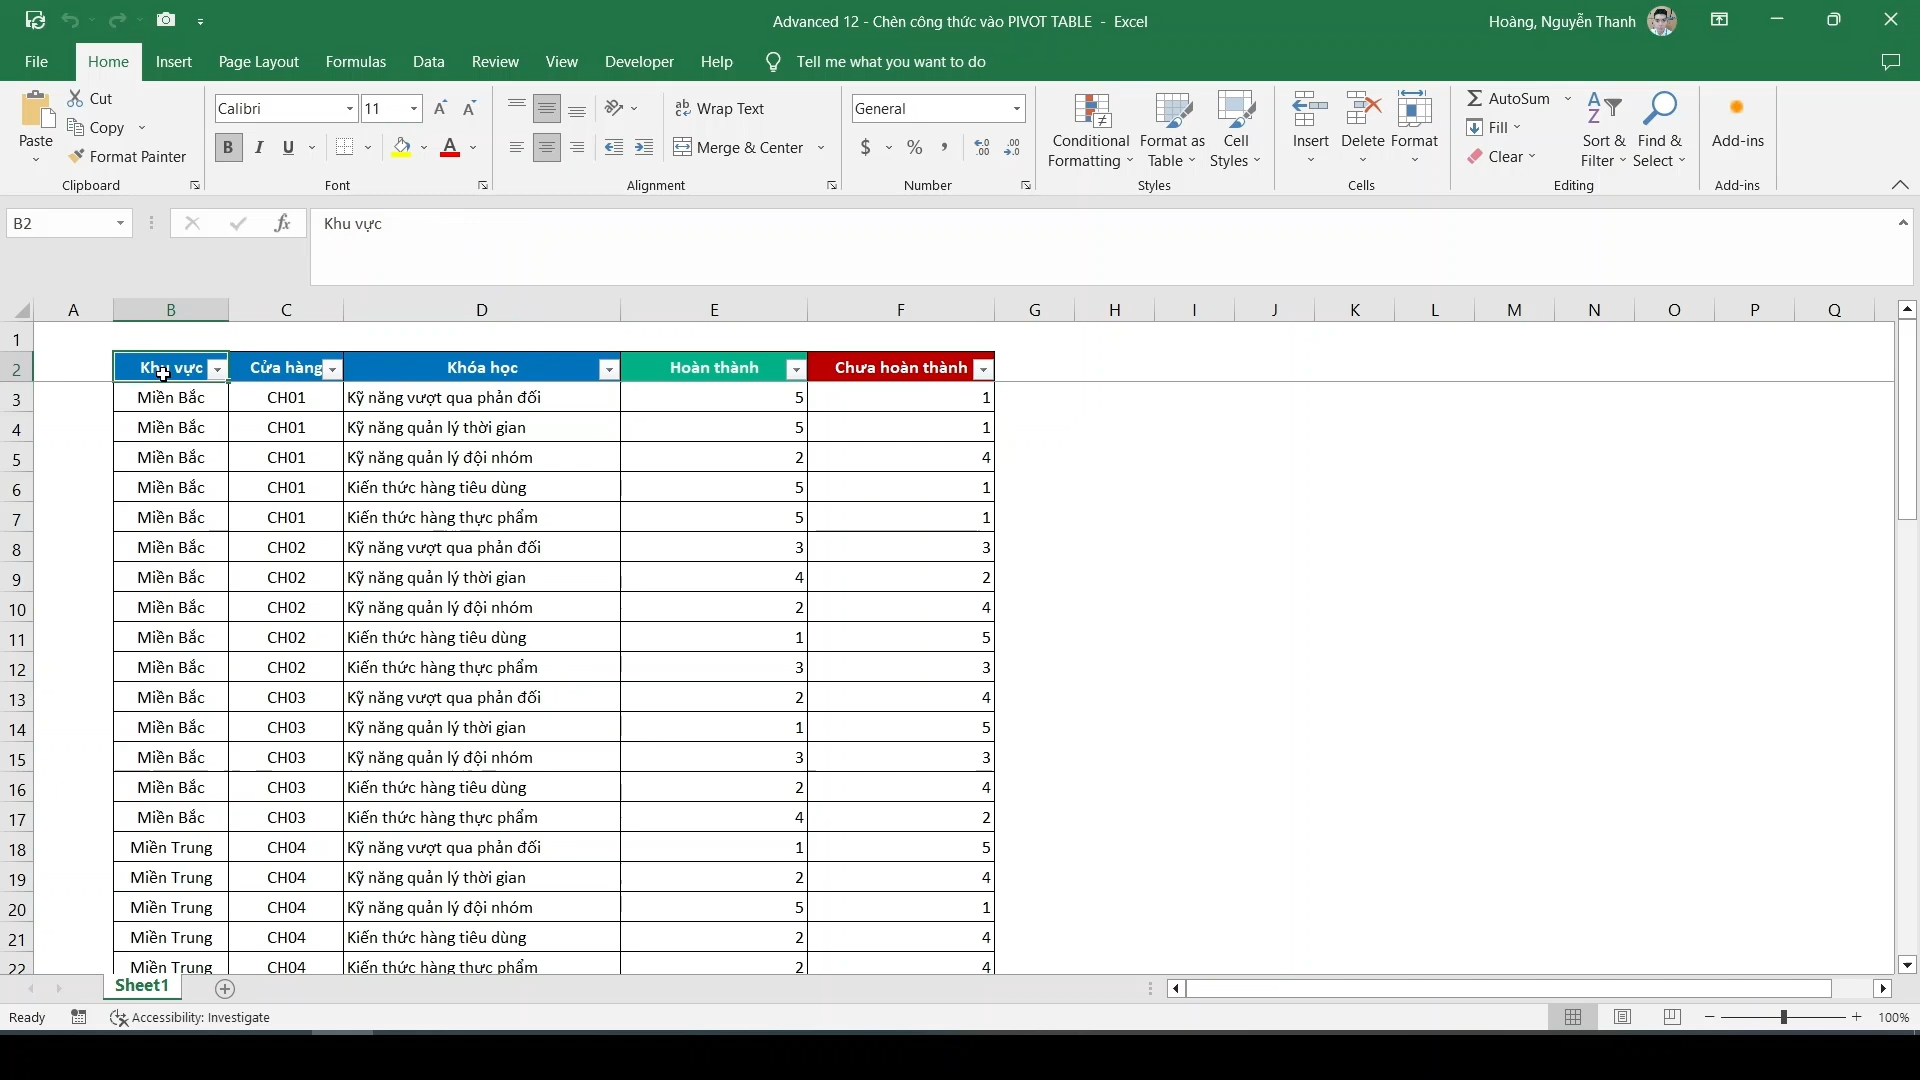 Advanced 12 - Chèn công thức vào PIVOT TABLE - Excel
Hoàng, Nguyễn Thanh
File Home Insert Page Layout Formulas Data Review View Developer Help Tell me what you want to do
Paste
Cut
Copy
Format Painter
Clipboard
Calibri 11
B I U
Font
Wrap Text
Merge & Center
Alignment
General
$ % ,
Number
Conditional Formatting
Format as Table
Cell Styles
Styles
Insert
Delete
Format
Cells
AutoSum
Fill
Clear
Sort & Filter
Find & Select
Editing
Add-ins
Add-ins
B2 fx Khu vực
A B C D E F G H I J K L M N O P Q
1
2 Khu vực Cửa hàng Khóa học Hoàn thành Chưa hoàn thành
3 Miền Bắc CH01 Kỹ năng vượt qua phản đối 5 1
4 Miền Bắc CH01 Kỹ năng quản lý thời gian 5 1
5 Miền Bắc CH01 Kỹ năng quản lý đội nhóm 2 4
6 Miền Bắc CH01 Kiến thức hàng tiêu dùng 5 1
7 Miền Bắc CH01 Kiến thức hàng thực phẩm 5 1
8 Miền Bắc CH02 Kỹ năng vượt qua phản đối 3 3
9 Miền Bắc CH02 Kỹ năng quản lý thời gian 4 2
10 Miền Bắc CH02 Kỹ năng quản lý đội nhóm 2 4
11 Miền Bắc CH02 Kiến thức hàng tiêu dùng 1 5
12 Miền Bắc CH02 Kiến thức hàng thực phẩm 3 3
13 Miền Bắc CH03 Kỹ năng vượt qua phản đối 2 4
14 Miền Bắc CH03 Kỹ năng quản lý thời gian 1 5
15 Miền Bắc CH03 Kỹ năng quản lý đội nhóm 3 3
16 Miền Bắc CH03 Kiến thức hàng tiêu dùng 2 4
17 Miền Bắc CH03 Kiến thức hàng thực phẩm 4 2
18 Miền Trung CH04 Kỹ năng vượt qua phản đối 1 5
19 Miền Trung CH04 Kỹ năng quản lý thời gian 2 4
20 Miền Trung CH04 Kỹ năng quản lý đội nhóm 5 1
21 Miền Trung CH04 Kiến thức hàng tiêu dùng 2 4
22 Miền Trung CH04 Kiến thức hàng thực phẩm 2 4
Sheet1
Ready Accessibility: Investigate 100%